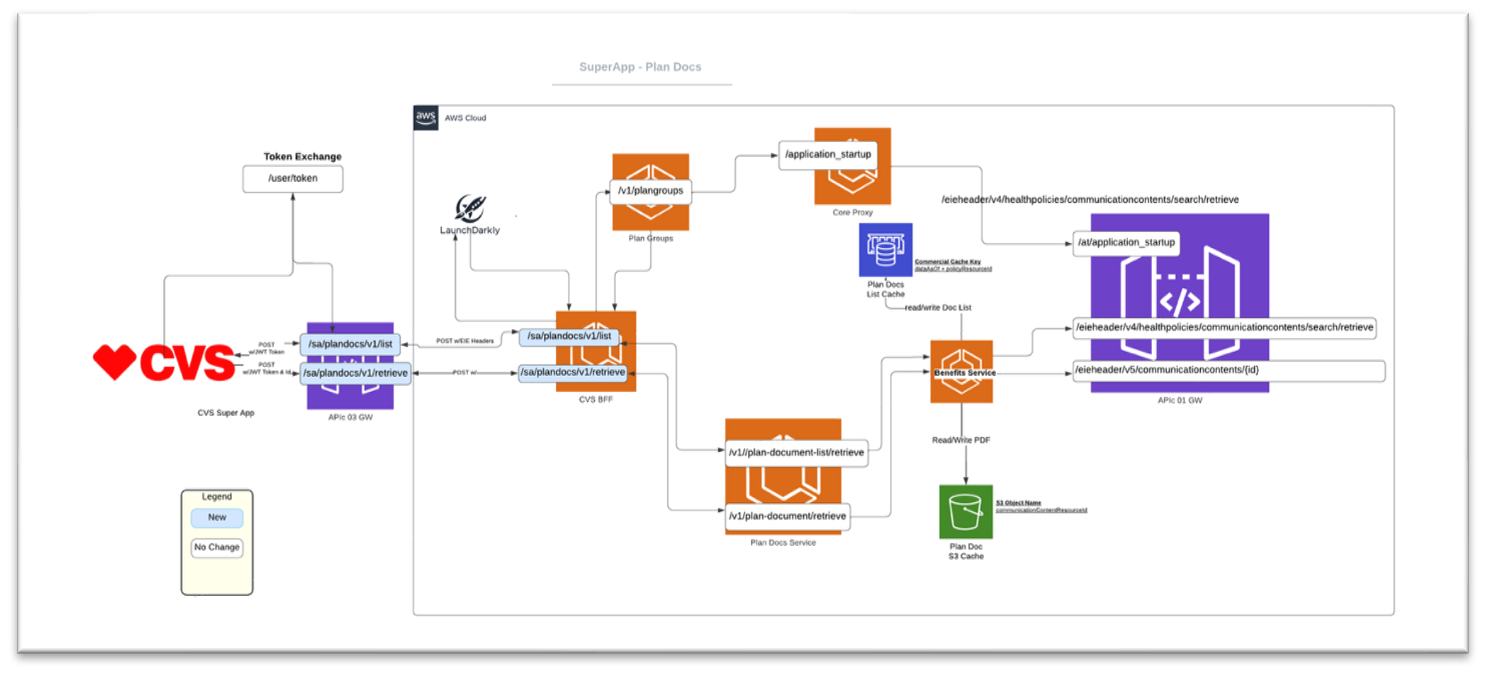 SuperApp - Plan Docs
aws
AWS Cloud
Token Exchange
/user/token
LaunchDarkly
/v1/plangroups
Plan Groups
/application_startup
Core Proxy
/eieheader/v4/healthpolicies/communicationcontents/search/retrieve
/at/application_startup
Commercial Cache Key
dataAsOf + policyResourceId
Plan Docs
List Cache
read/write Doc List
CVS
CVS Super App
POST
w/JWT Token
POST
w/JWT Token & Id
/sa/plandocs/v1/list
/sa/plandocs/v1/retrieve
APIc 03 GW
POST w/EIE Headers
POST w/
/sa/plandocs/v1/list
/sa/plandocs/v1/retrieve
CVS BFF
Benefits Service
/eieheader/v4/healthpolicies/communicationcontents/search/retrieve
/eieheader/v5/communicationcontents/{id}
APIc 01 GW
/v1//plan-document-list/retrieve
/v1/plan-document/retrieve
Plan Docs Service
Read/Write PDF
S3 Object Name
communicationContentResourceId
Plan Doc
S3 Cache
Legend
New
No Change